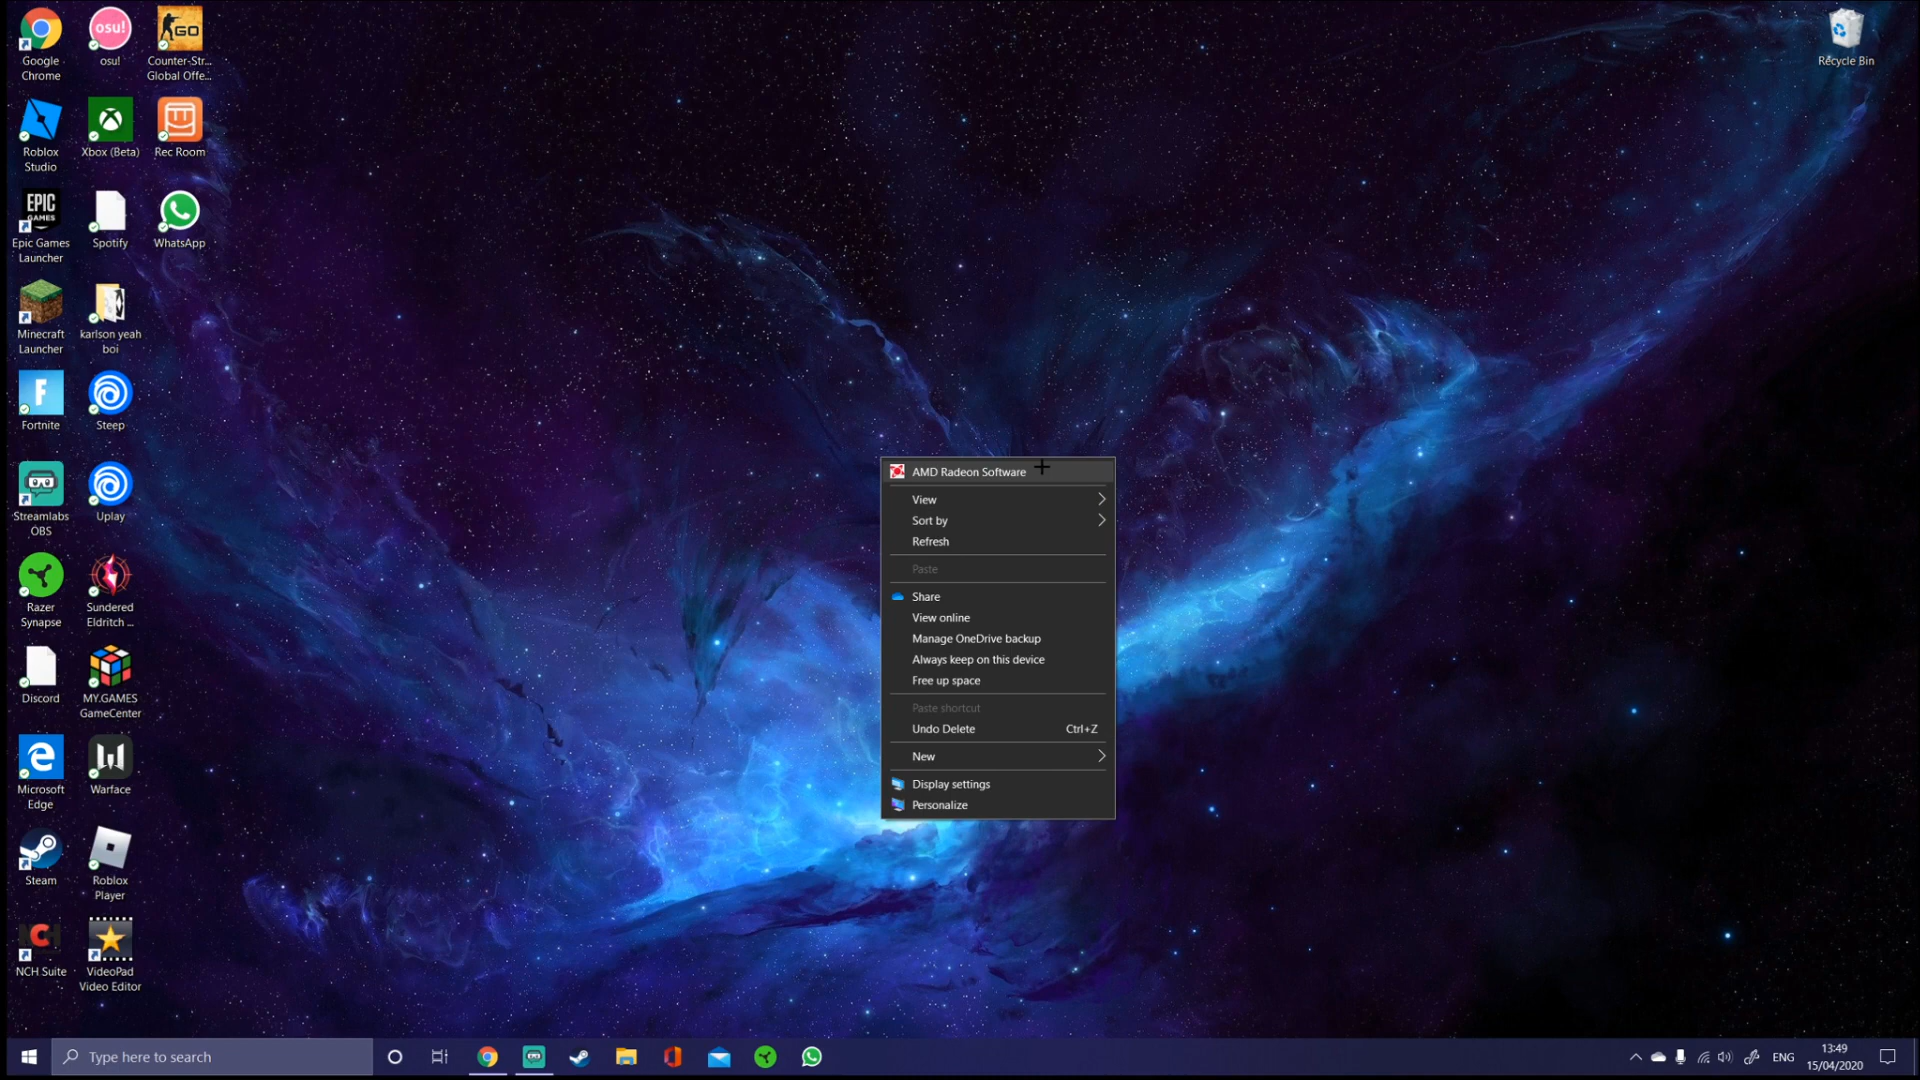 Google
Chrome
osu!
osu!
GO
Counter-Str...
Global Offe...
Recycle Bin
Roblox
Studio
Xbox (Beta)
Rec Room
EPIC
GAMES
Epic Games
Launcher
Spotify
WhatsApp
Minecraft
Launcher
karlson yeah
boi
F
Fortnite
Steep
Streamlabs
OBS
Uplay
Razer
Synapse
Sundered
Eldritch ...
Discord
MY.GAMES
GameCenter
Microsoft
Edge
Warface
Steam
Roblox
Player
NCH Suite
VideoPad
Video Editor
AMD Radeon Software
View
Sort by
Refresh
Paste
Share
View online
Manage OneDrive backup
Always keep on this device
Free up space
Paste shortcut
Undo Delete Ctrl+Z
New
Display settings
Personalize
Type here to search
ENG
13:49
15/04/2020